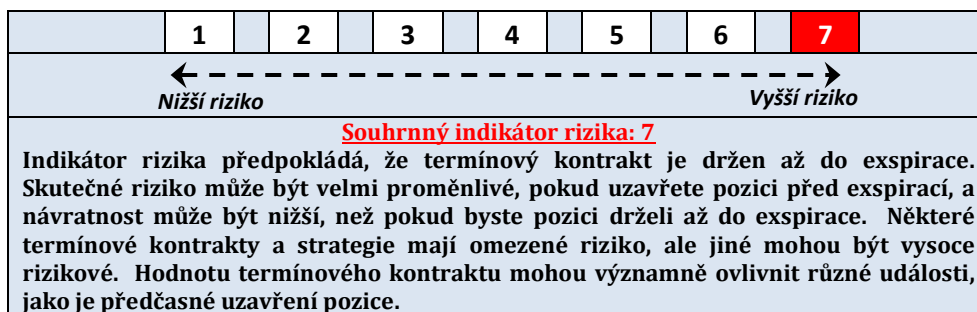 1 2 3 4 5 6 7
Nižší riziko Vyšší riziko
Souhrnný indikátor rizika: 7
Indikátor rizika předpokládá, že termínový kontrakt je držen až do exspirace.
Skutečné riziko může být velmi proměnlivé, pokud uzavřete pozici před exspirací, a
návratnost může být nižší, než pokud byste pozici drželi až do exspirace. Některé
termínové kontrakty a strategie mají omezené riziko, ale jiné mohou být vysoce
rizikové. Hodnotu termínového kontraktu mohou významně ovlivnit různé události,
jako je předčasné uzavření pozice.